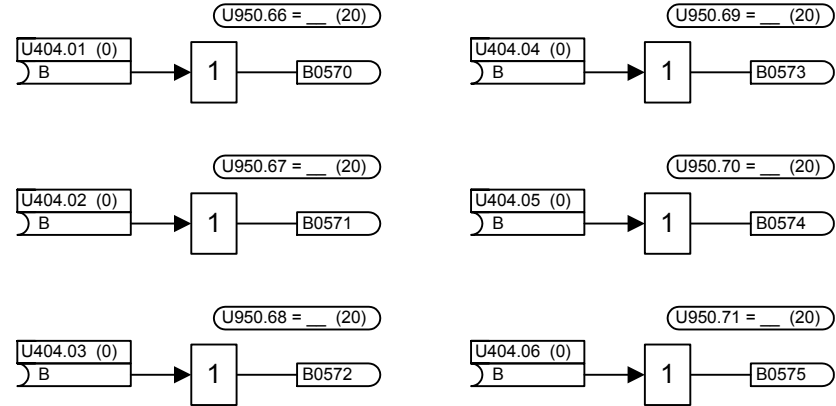 U950.66 = __ (20)
U404.01 (0)
B
1
B0570
U950.67 = __ (20)
U404.02 (0)
B
1
B0571
U950.68 = __ (20)
U404.03 (0)
B
1
B0572
U950.69 = __ (20)
U404.04 (0)
B
1
B0573
U950.70 = __ (20)
U404.05 (0)
B
1
B0574
U950.71 = __ (20)
U404.06 (0)
B
1
B0575